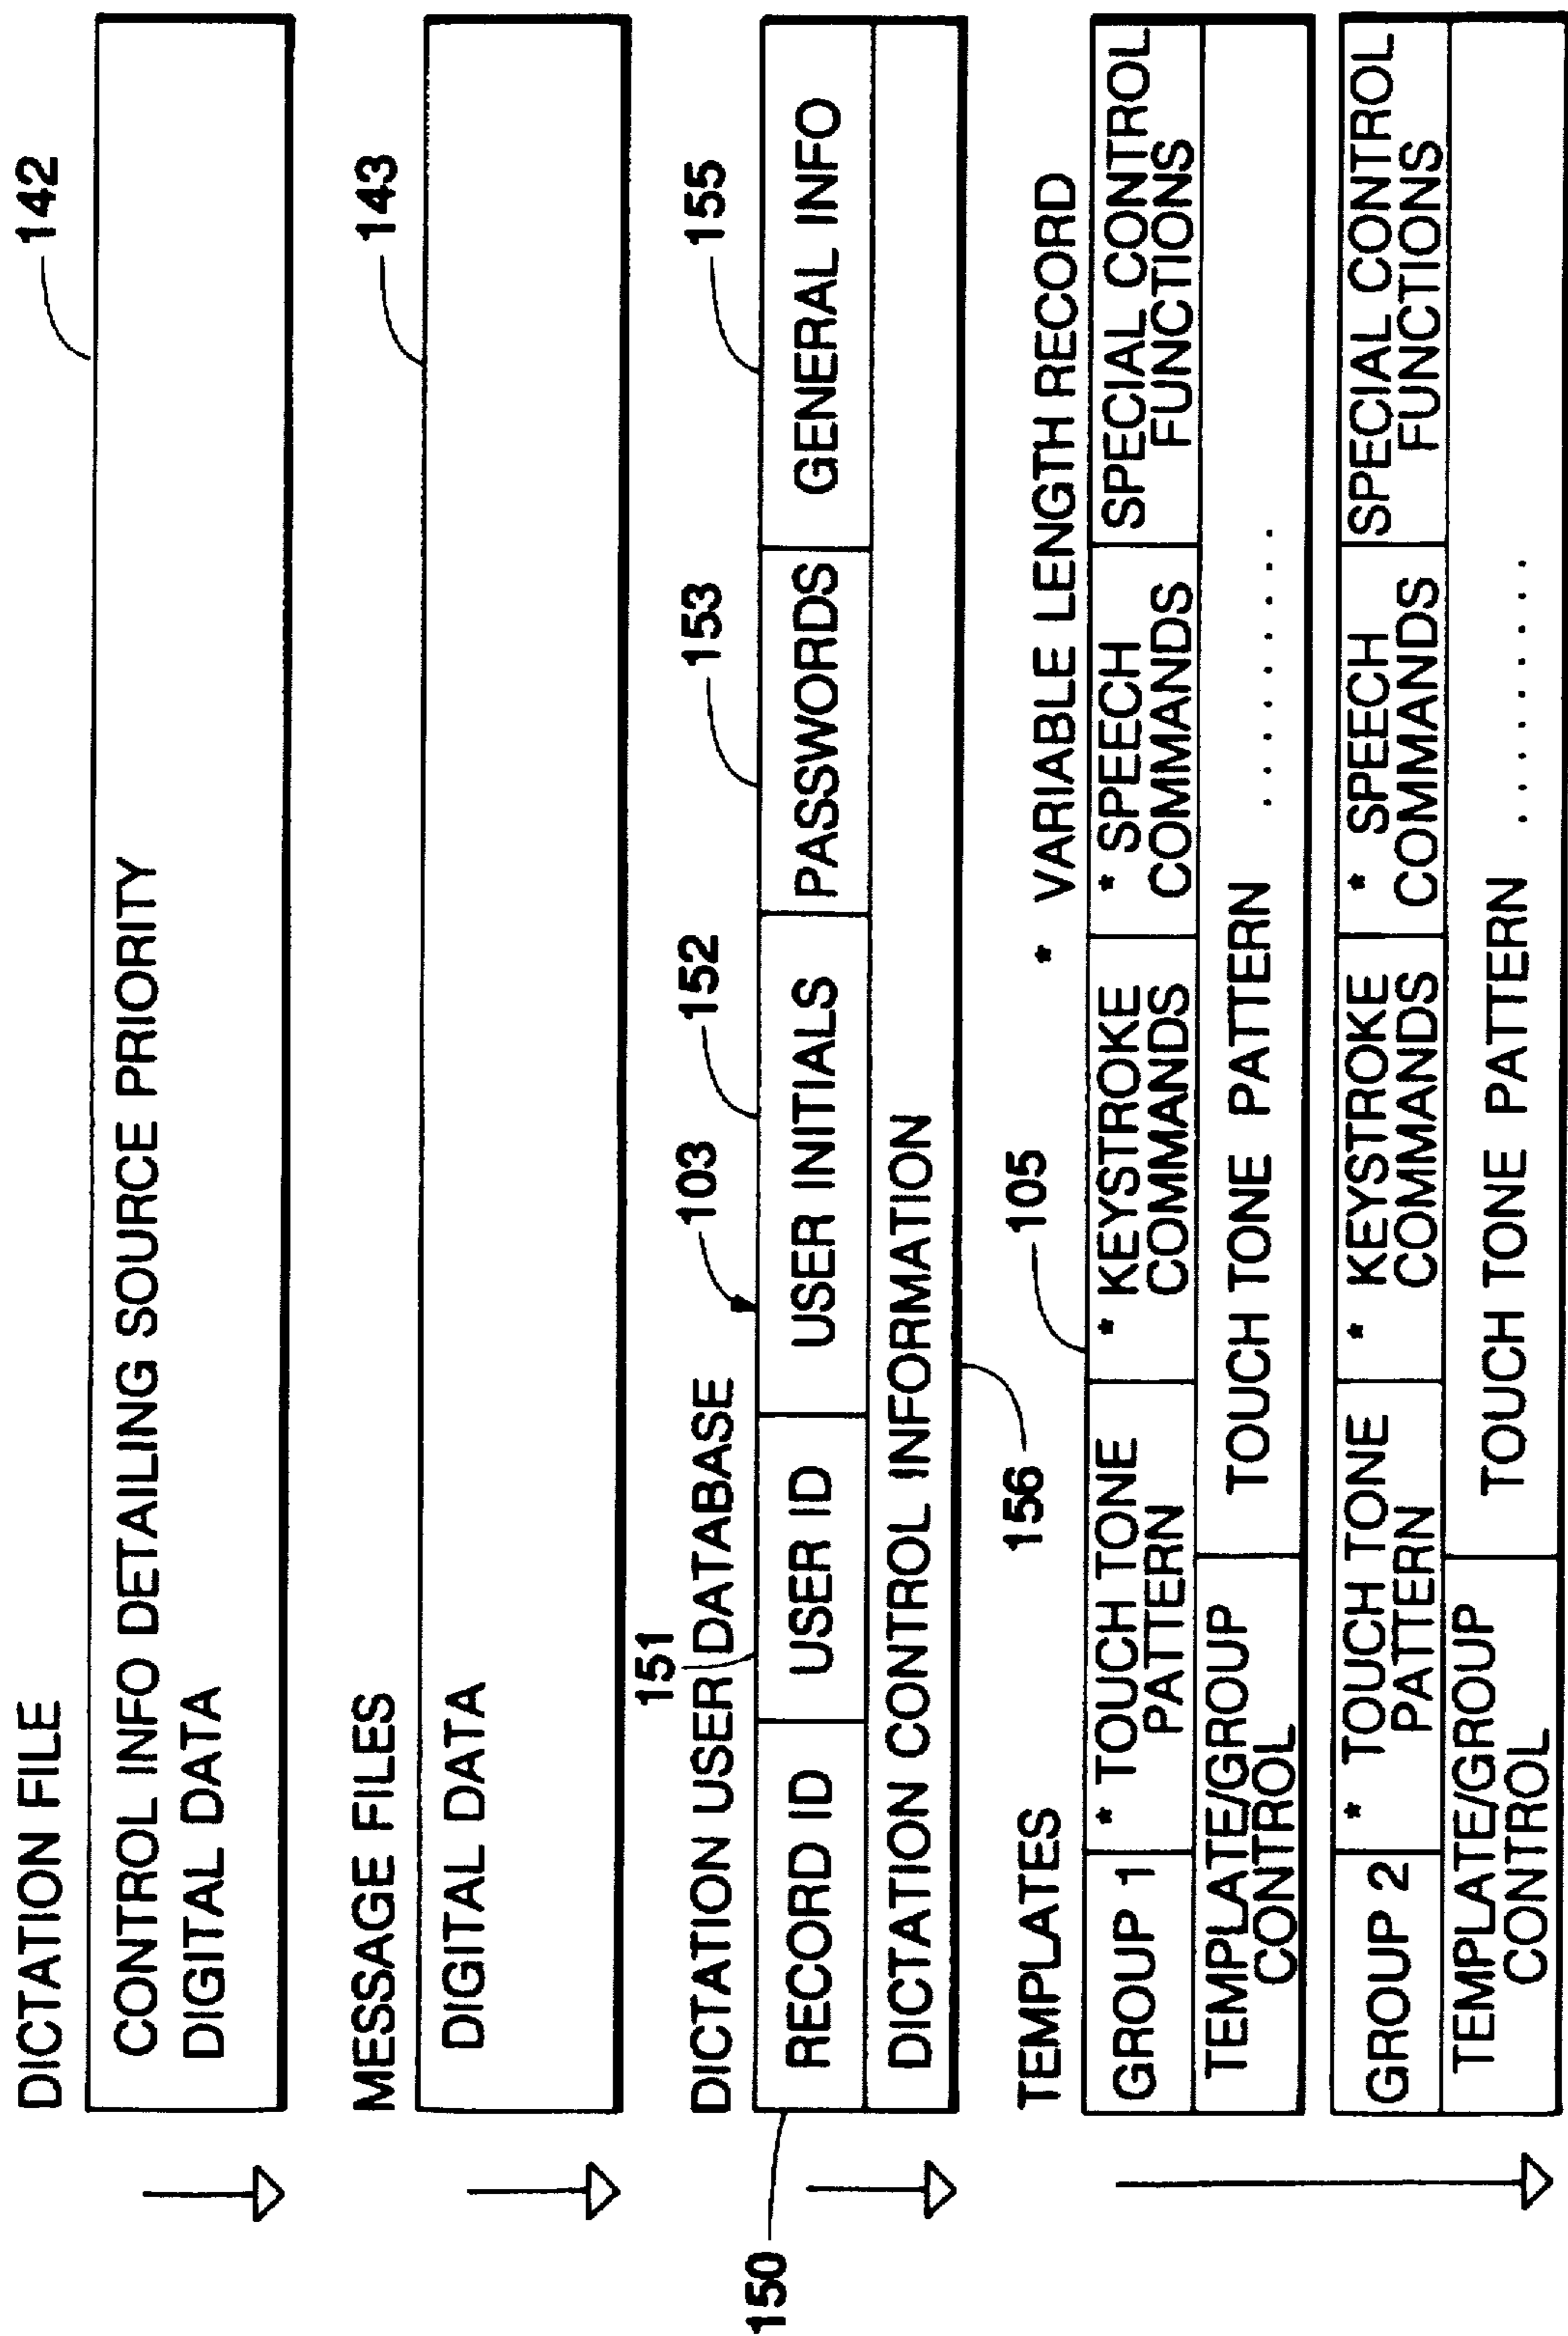 DICTATION FILE
142
CONTROL INFO DETAILING SOURCE PRIORITY
DIGITAL DATA
MESSAGE FILES
143
DIGITAL DATA
DICTATION USER DATABASE
150
151
103
152
153
155
RECORD ID
USER ID
USER INITIALS
PASSWORDS
GENERAL INFO
DICTATION CONTROL INFORMATION
156
TEMPLATES
105
* VARIABLE LENGTH RECORD
GROUP 1
* TOUCH TONE
PATTERN
* KEYSTROKE
COMMANDS
* SPEECH
COMMANDS
SPECIAL CONTROL
FUNCTIONS
TEMPLATE/GROUP
CONTROL
TOUCH TONE PATTERN ........
GROUP 2
* TOUCH TONE
PATTERN
* KEYSTROKE
COMMANDS
* SPEECH
COMMANDS
SPECIAL CONTROL
FUNCTIONS
TEMPLATE/GROUP
CONTROL
TOUCH TONE PATTERN ........